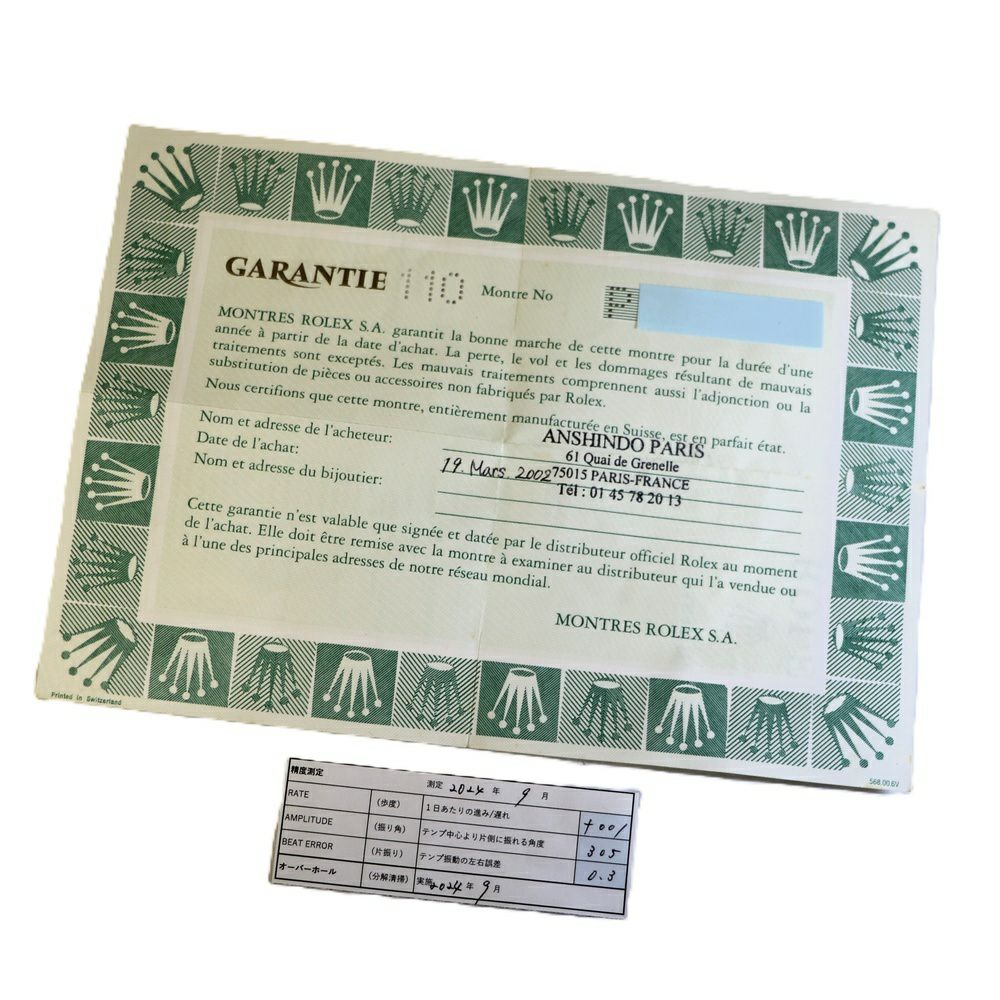 GARANTIE 110 Montre No
MONTRES ROLEX S.A. garantit la bonne marche de cette montre pour la durée d'une
année à partir de la date d'achat. La perte, le vol et les dommages résultant de mauvais
traitements sont exceptés. Les mauvais traitements comprennent aussi l'adjonction ou la
substitution de pièces ou accessoires non fabriqués par Rolex.
Nous certifions que cette montre, entièrement manufacturée en Suisse, est en parfait état.
Nom et adresse de l'acheteur:
Date de l'achat: 19. Mars. 2002
Nom et adresse du bijoutier:
ANSHINDO PARIS
61 Quai de Grenelle
75015 PARIS-FRANCE
Tél : 01 45 78 20 13
Cette garantie n'est valable que signée et datée par le distributeur officiel Rolex au moment
de l'achat. Elle doit être remise avec la montre à examiner au distributeur qui l'a vendue ou
à l'une des principales adresses de notre réseau mondial.
MONTRES ROLEX S.A.
Printed in Switzerland
568.00.6V
精度測定 測定 2024 年 9 月
RATE (歩度) 1日あたりの進み/遅れ +001
AMPLITUDE (振り角) テンプ中心より片側に振れる角度 305
BEAT ERROR (片振り) テンプ振動の左右誤差 0.3
オーバーホール (分解清掃) 実施 2024 年 9 月